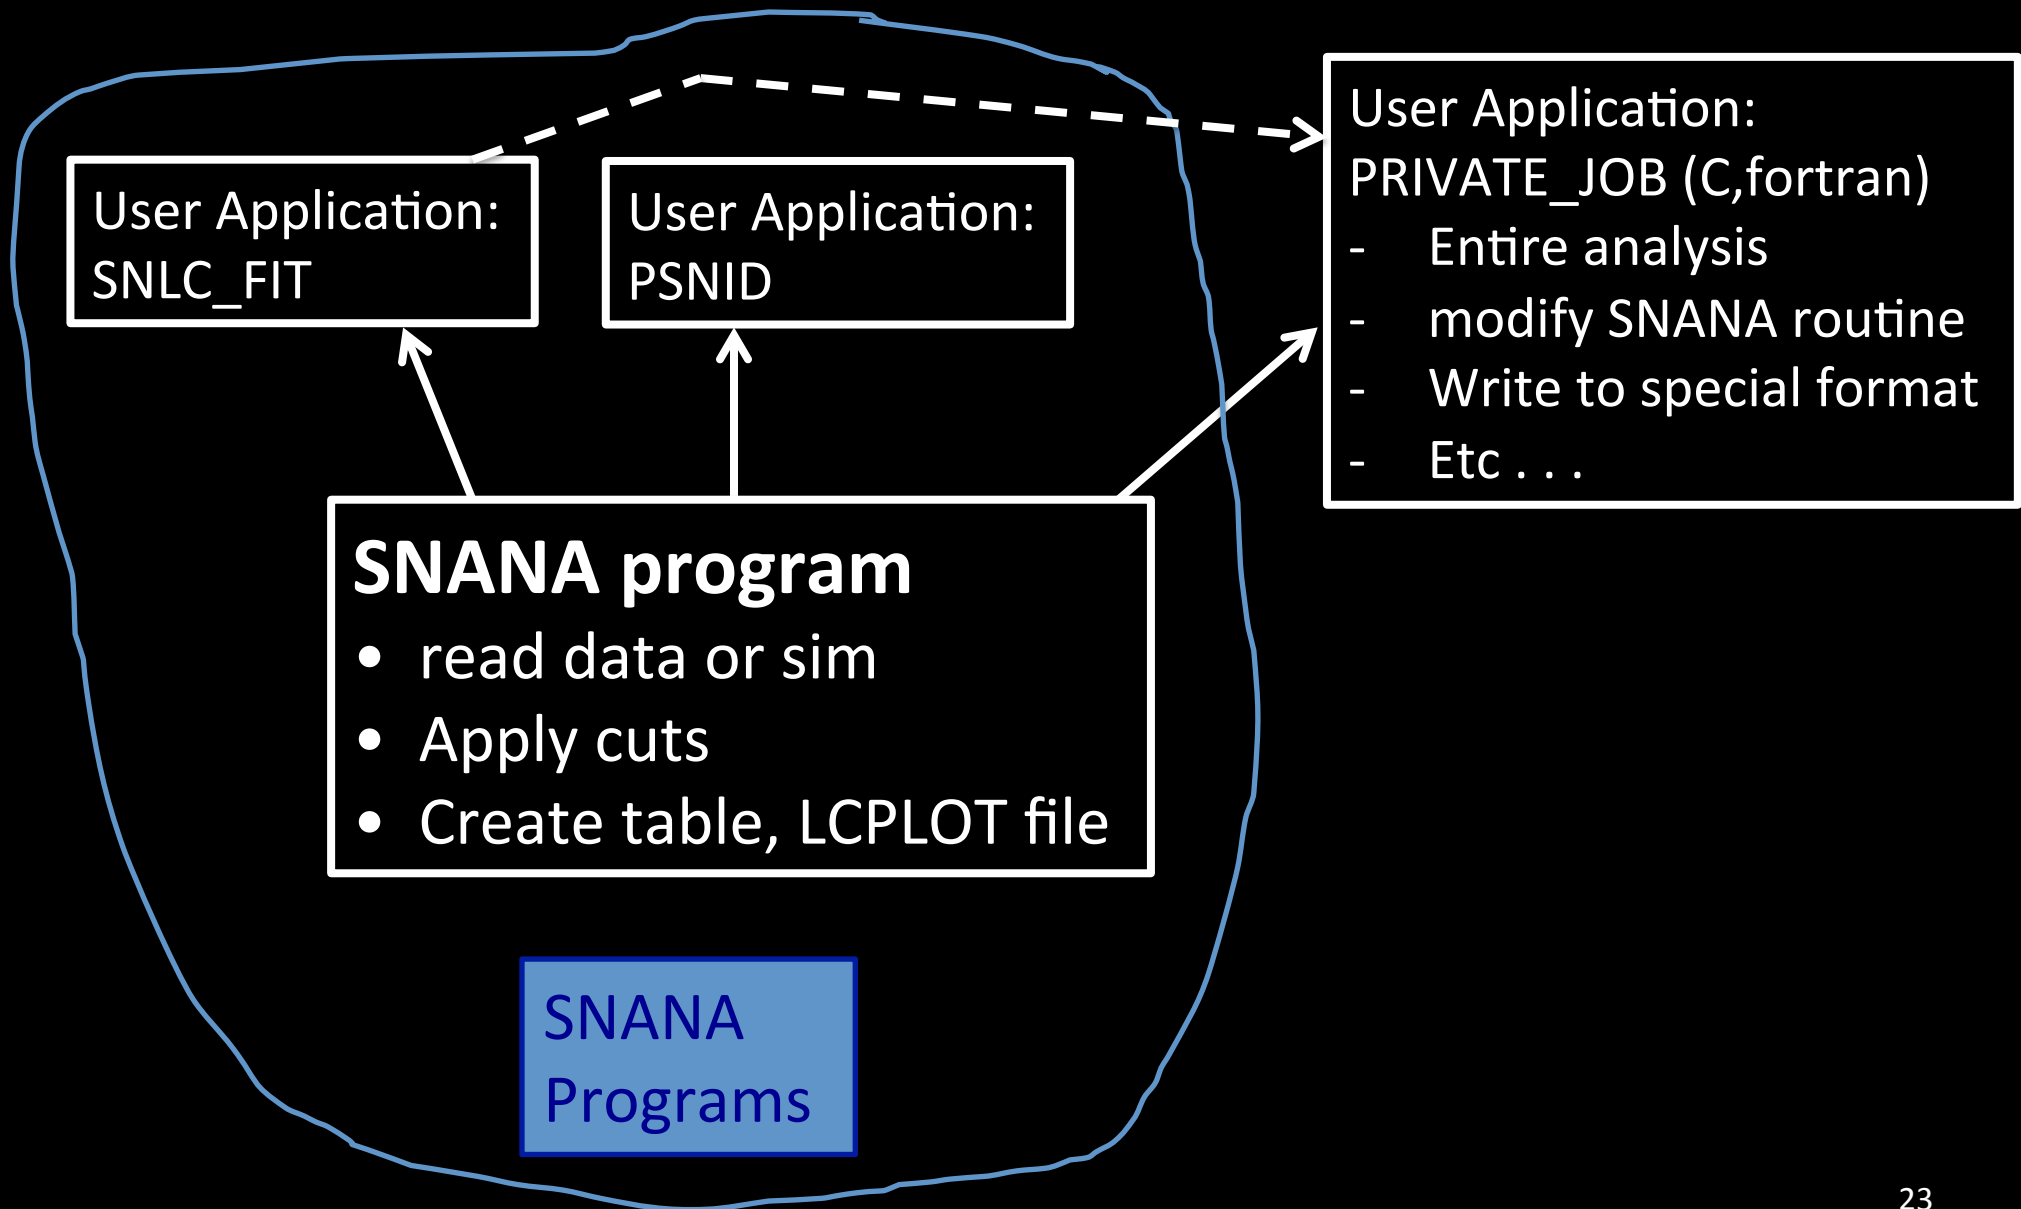 User Application:
SNLC_FIT
User Application:
PSNID
User Application:
PRIVATE_JOB (C,fortran)
- Entire analysis
- modify SNANA routine
- Write to special format
- Etc . . .
SNANA program
• read data or sim
• Apply cuts
• Create table, LCPLOT file
SNANA
Programs
23